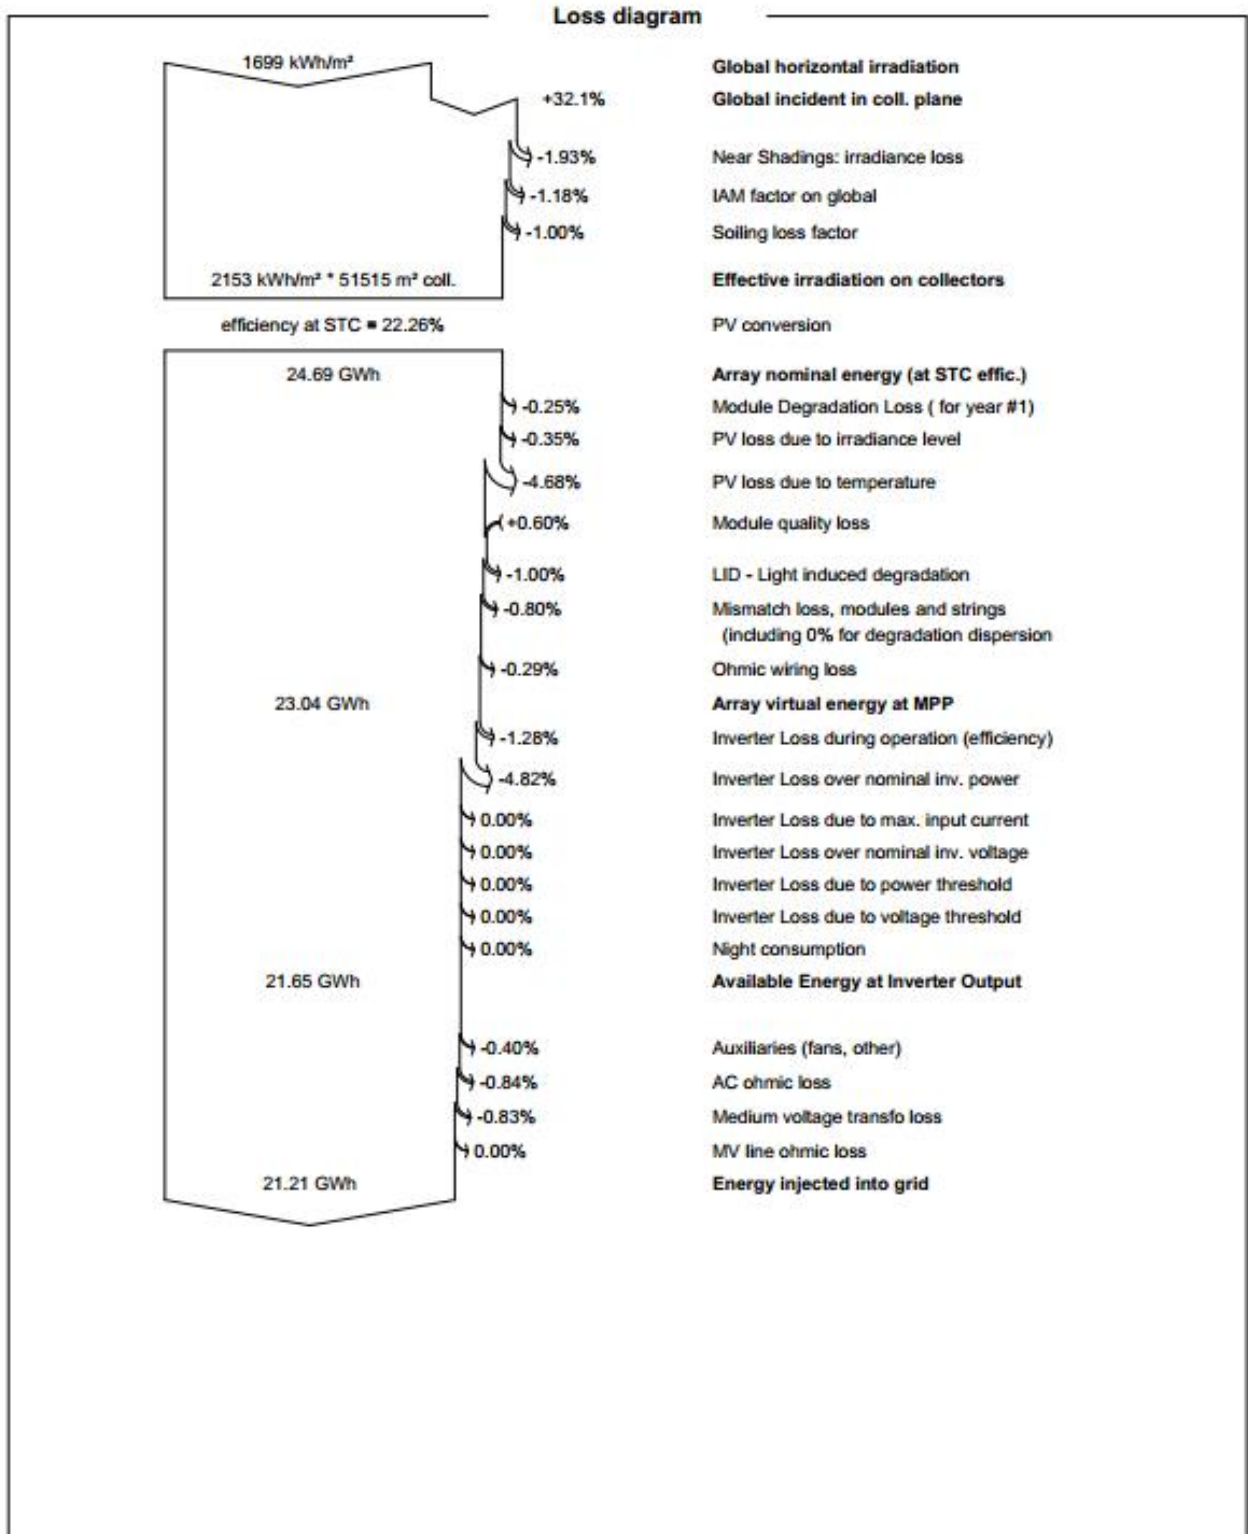 Loss diagram
1699 kWh/m² Global horizontal irradiation
+32.1% Global incident in coll. plane
-1.93% Near Shadings: irradiance loss
-1.18% IAM factor on global
-1.00% Soiling loss factor
2153 kWh/m² * 51515 m² coll. Effective irradiation on collectors
efficiency at STC = 22.26% PV conversion
24.69 GWh Array nominal energy (at STC effic.)
-0.25% Module Degradation Loss ( for year #1)
-0.35% PV loss due to irradiance level
-4.68% PV loss due to temperature
+0.60% Module quality loss
-1.00% LID - Light induced degradation
-0.80% Mismatch loss, modules and strings
(including 0% for degradation dispersion
-0.29% Ohmic wiring loss
23.04 GWh Array virtual energy at MPP
-1.28% Inverter Loss during operation (efficiency)
-4.82% Inverter Loss over nominal inv. power
0.00% Inverter Loss due to max. input current
0.00% Inverter Loss over nominal inv. voltage
0.00% Inverter Loss due to power threshold
0.00% Inverter Loss due to voltage threshold
0.00% Night consumption
21.65 GWh Available Energy at Inverter Output
-0.40% Auxiliaries (fans, other)
-0.84% AC ohmic loss
-0.83% Medium voltage transfo loss
0.00% MV line ohmic loss
21.21 GWh Energy injected into grid